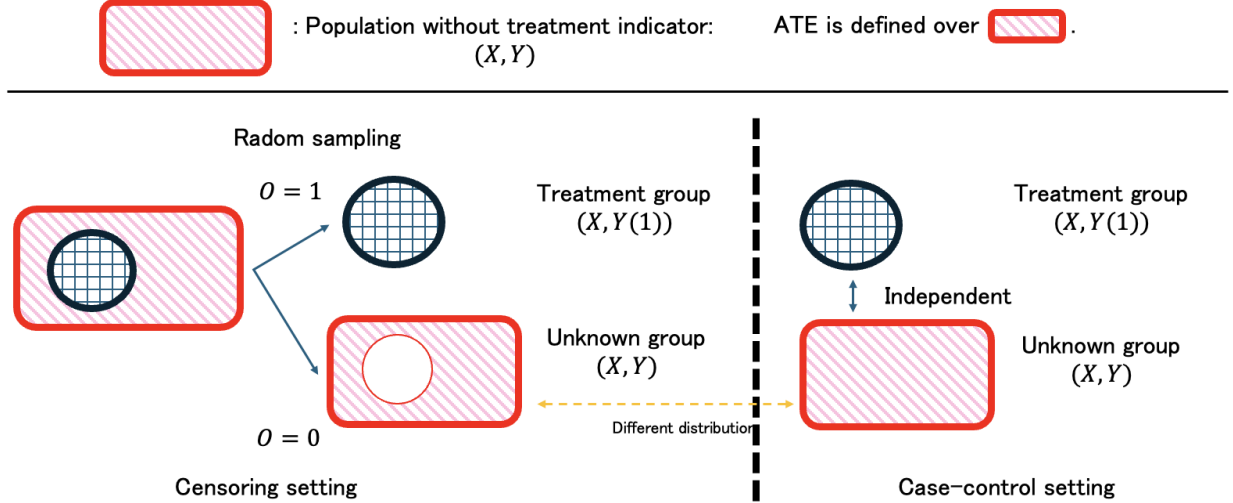 : Population without treatment indicator:
(X, Y)
ATE is defined over .
Radom sampling
O = 1
Treatment group
(X, Y(1))
Unknown group
(X, Y)
Different distribution
O = 0
Censoring setting
Treatment group
(X, Y(1))
Independent
Unknown group
(X, Y)
Case-control setting